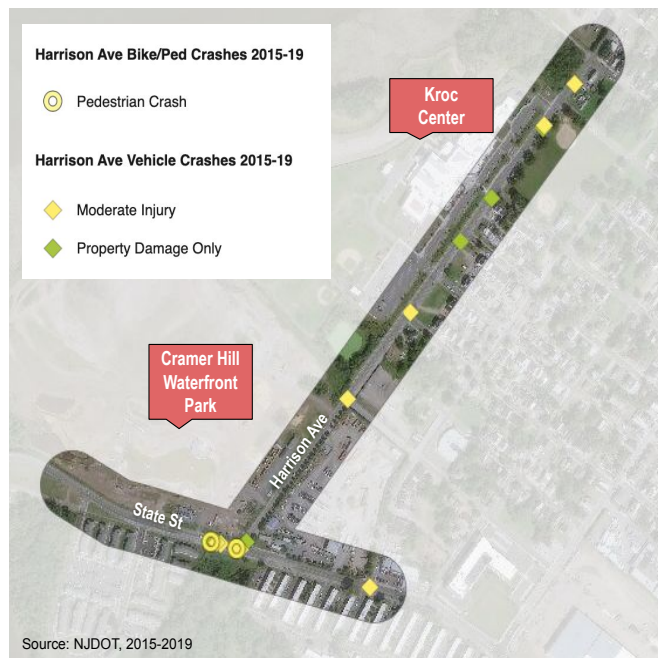 Harrison Ave Bike/Ped Crashes 2015-19
Pedestrian Crash
Harrison Ave Vehicle Crashes 2015-19
Moderate Injury
Property Damage Only
Kroc
Center
Cramer Hill
Waterfront
Park
Harrison Ave
State St
Source: NJDOT, 2015-2019